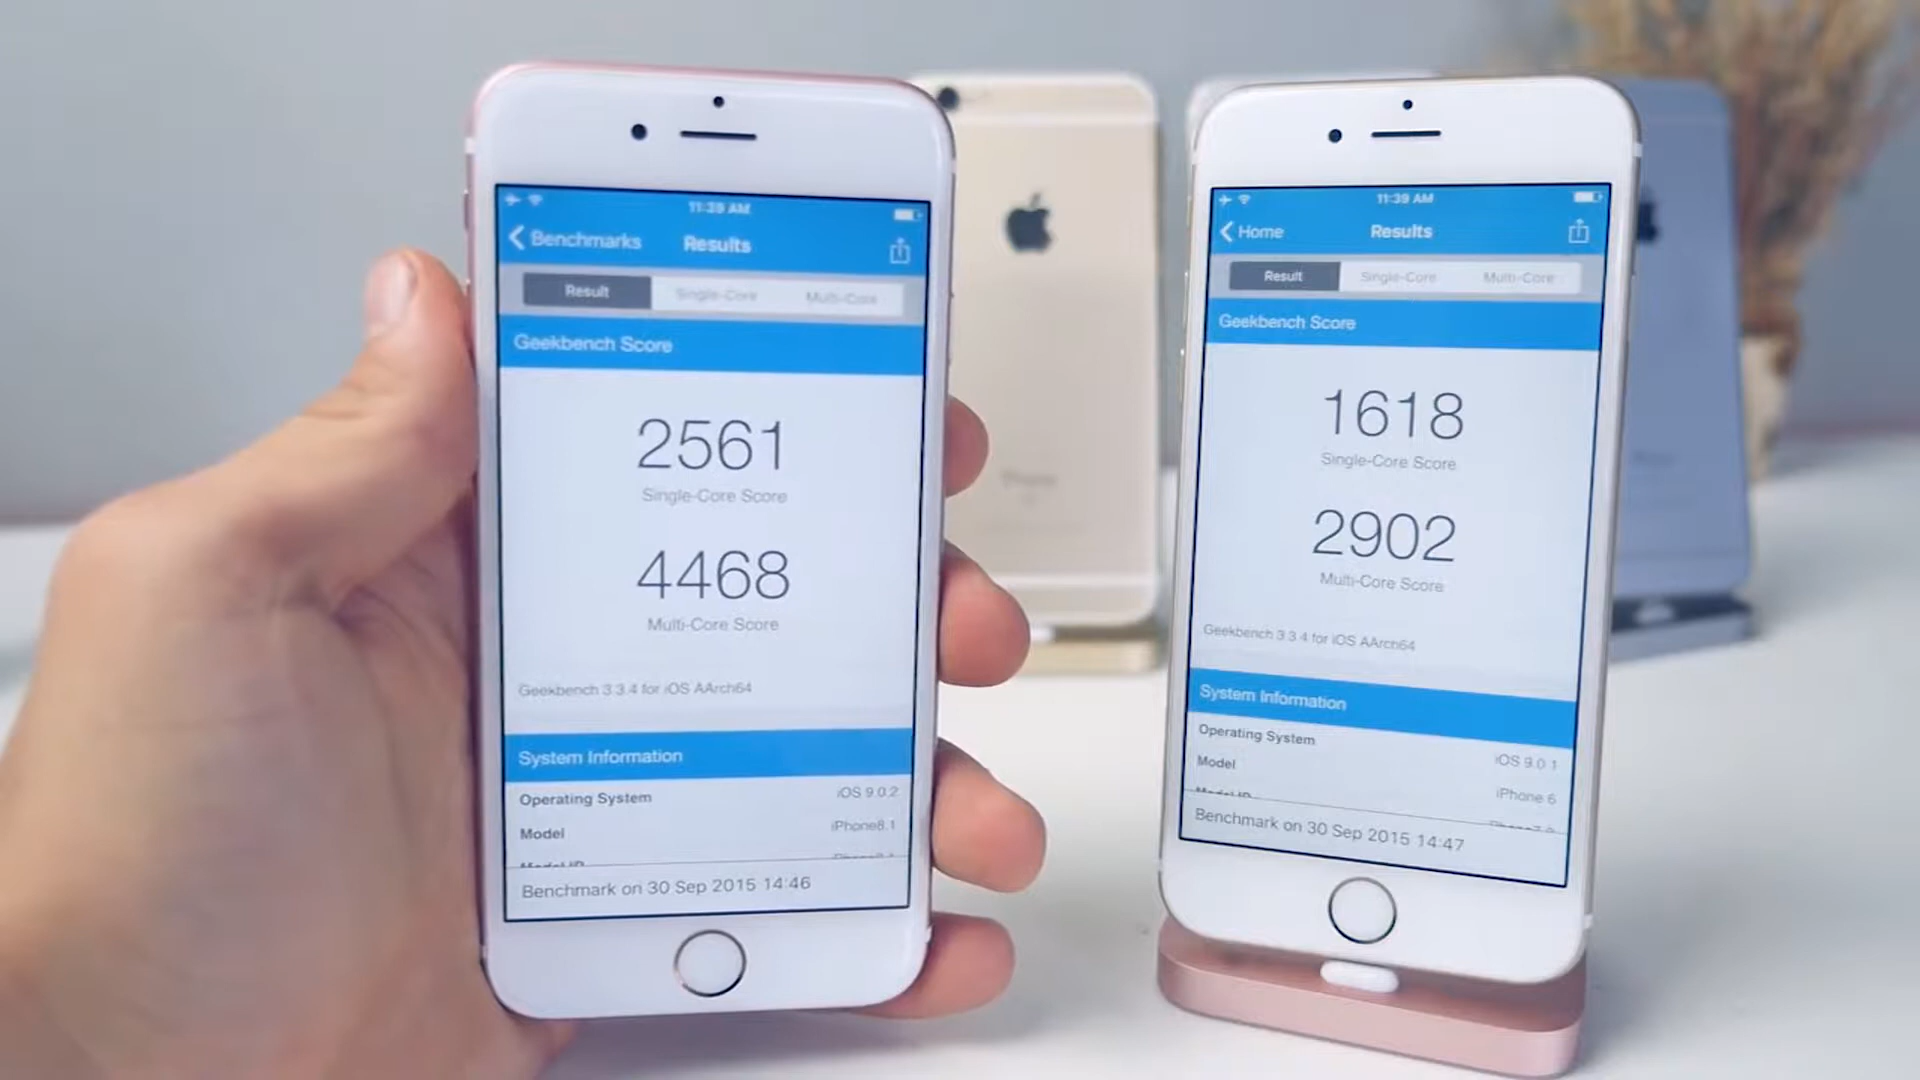 11:39 AM
Benchmarks
Results
Result
Single-Core
Multi-Core
Geekbench Score
2561
Single-Core Score
4468
Multi-Core Score
Geekbench 3.3.4 for iOS AArch64
System Information
Operating System
iOS 9.0.2
Model
iPhone8.1
Benchmark on 30 Sep 2015 14:46
iPhone
11:39 AM
Home
Results
Result
Single-Core
Multi-Core
Geekbench Score
1618
Single-Core Score
2902
Multi-Core Score
Geekbench 3.3.4 for iOS AArch64
System Information
Operating System
iOS 9.0.1
Model
iPhone 6
Benchmark on 30 Sep 2015 14:47